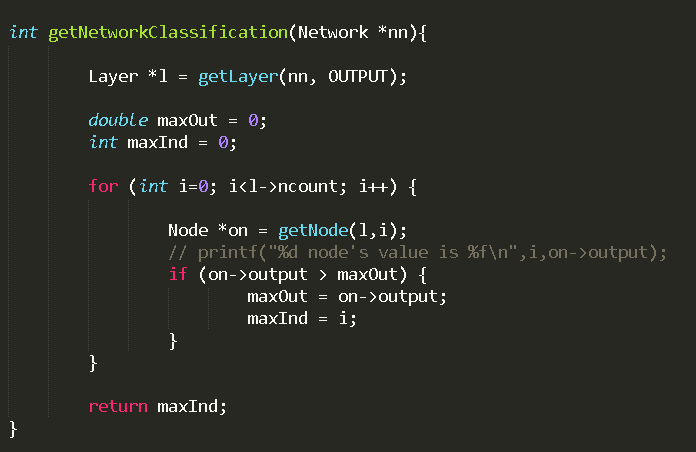 int getNetworkClassification(Network *nn){
Layer *l = getLayer(nn, OUTPUT);
double maxOut = 0;
int maxInd = 0;
for (int i=0; i<l->ncount; i++) {
Node *on = getNode(l,i);
// printf("%d node's value is %f\n",i,on->output);
if (on->output > maxOut) {
maxOut = on->output;
maxInd = i;
}
}
return maxInd;
}